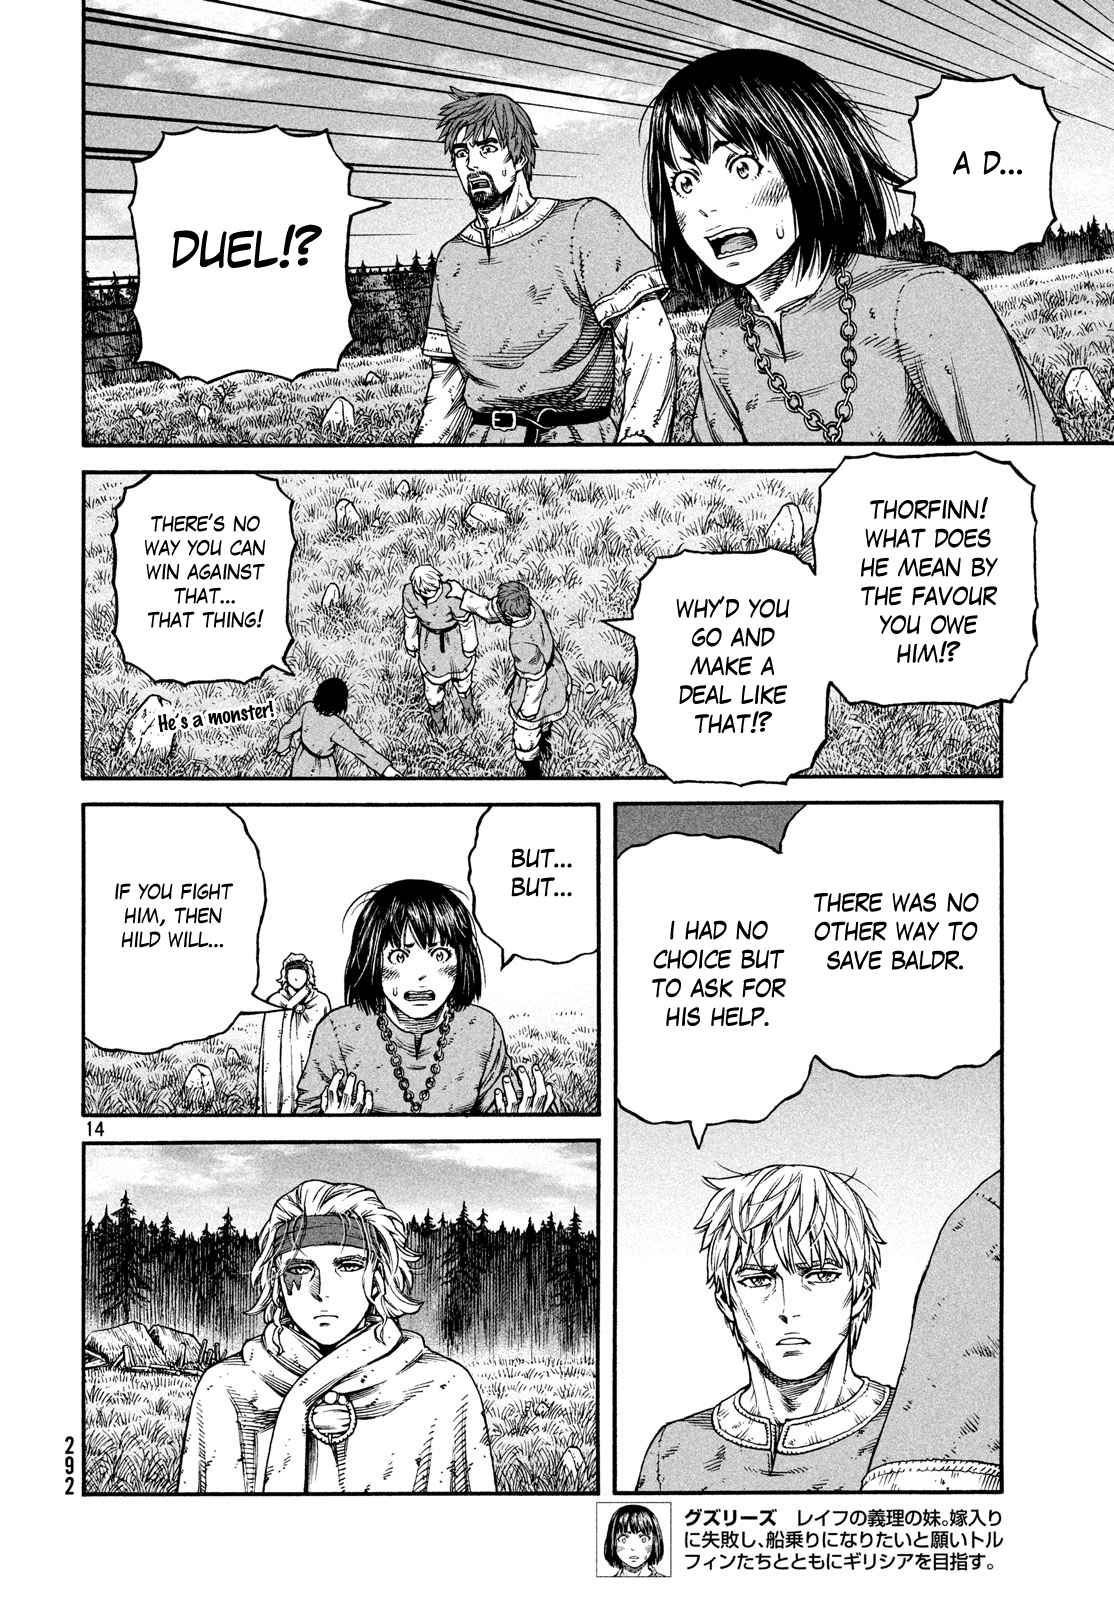 A D...
DUEL!?
THORFINN!
WHAT DOES
HE MEAN BY
THE FAVOUR
YOU OWE
HIM!?
WHY'D YOU
GO AND
MAKE A
DEAL LIKE
THAT!?
THERE'S NO
WAY YOU CAN
WIN AGAINST
THAT...
THAT THING!
He's a monster!
THERE WAS NO
OTHER WAY TO
SAVE BALDR.
I HAD NO
CHOICE BUT
TO ASK FOR
HIS HELP.
BUT...
BUT...
IF YOU FIGHT
HIM, THEN
HILD WILL...
14
292
グズリーズ レイフの義理の妹。嫁入り
に失敗し、船乗りになりたいと願いトル
フィンたちとともにギリシアを目指す。